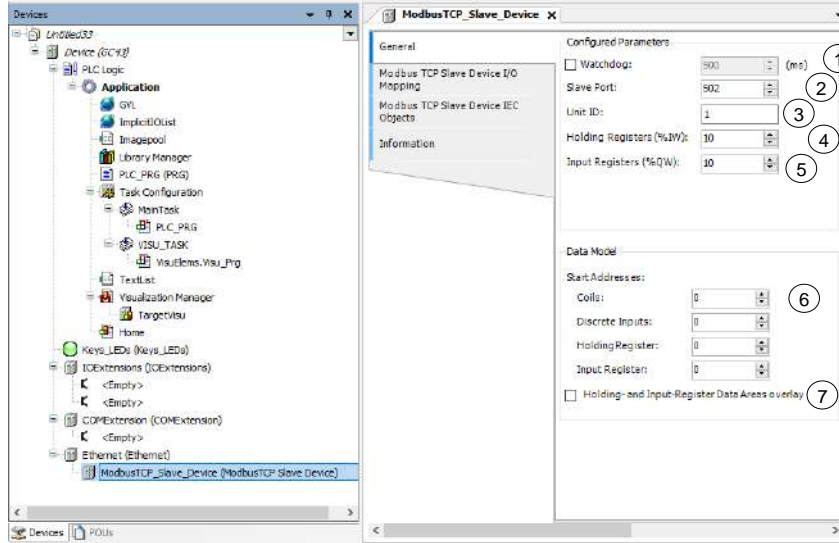 Devices
Untitled33
Device (GC43)
PLC Logic
Application
GVL
ImplicitIOList
Imagepool
Library Manager
PLC_PRG (PRG)
Task Configuration
MainTask
PLC_PRG
VISU_TASK
VisuElems.Visu_Prg
TextList
Visualization Manager
TargetVisu
Home
Keys_LEDs (Keys_LEDs)
IOExtensions (IOExtensions)
<Empty>
<Empty>
COMExtension (COMExtension)
<Empty>
Ethernet (Ethernet)
ModbusTCP_Slave_Device (ModbusTCP Slave Device)
Devices POUs
ModbusTCP_Slave_Device
General
Modbus TCP Slave Device I/O
Mapping
Modbus TCP Slave Device IEC
Objects
Information
Configured Parameters
Watchdog: 500 (ms) 1
Slave Port: 502 2
Unit ID: 1 3
Holding Registers (%IW): 10 4
Input Registers (%QW): 10 5
Data Model
Start Addresses:
Coils: 0 6
Discrete Inputs: 0
Holding Register: 0
Input Register: 0
Holding- and Input-Register Data Areas overlay 7